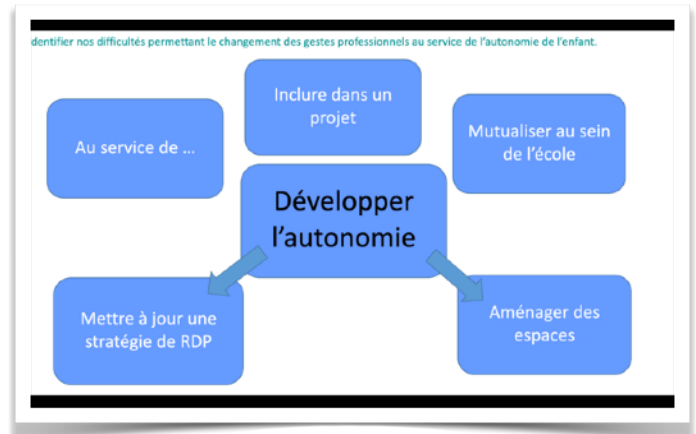 dentifier nos difficultés permettant le changement des gestes professionnels au service de l'autonomie de l'enfant.
Inclure dans un
projet
Au service de ...
Mutualiser au sein
de l'école
Développer
l'autonomie
Mettre à jour une
stratégie de RDP
Aménager des
espaces